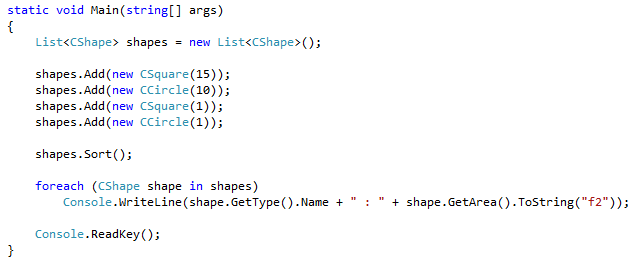 static void Main(string[] args)
{
    List<CShape> shapes = new List<CShape>();

    shapes.Add(new CSquare(15));
    shapes.Add(new CCircle(10));
    shapes.Add(new CSquare(1));
    shapes.Add(new CCircle(1));

    shapes.Sort();

    foreach (CShape shape in shapes)
        Console.WriteLine(shape.GetType().Name + " : " + shape.GetArea().ToString("f2"));

    Console.ReadKey();
}